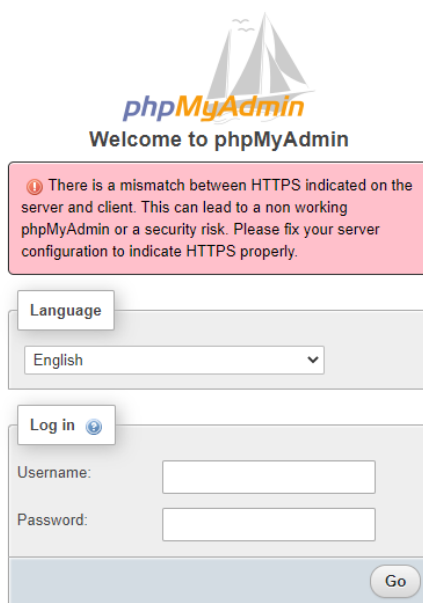 phpMyAdmin
Welcome to phpMyAdmin
There is a mismatch between HTTPS indicated on the
server and client. This can lead to a non working
phpMyAdmin or a security risk. Please fix your server
configuration to indicate HTTPS properly.
Language
English
Log in
Username:
Password:
Go